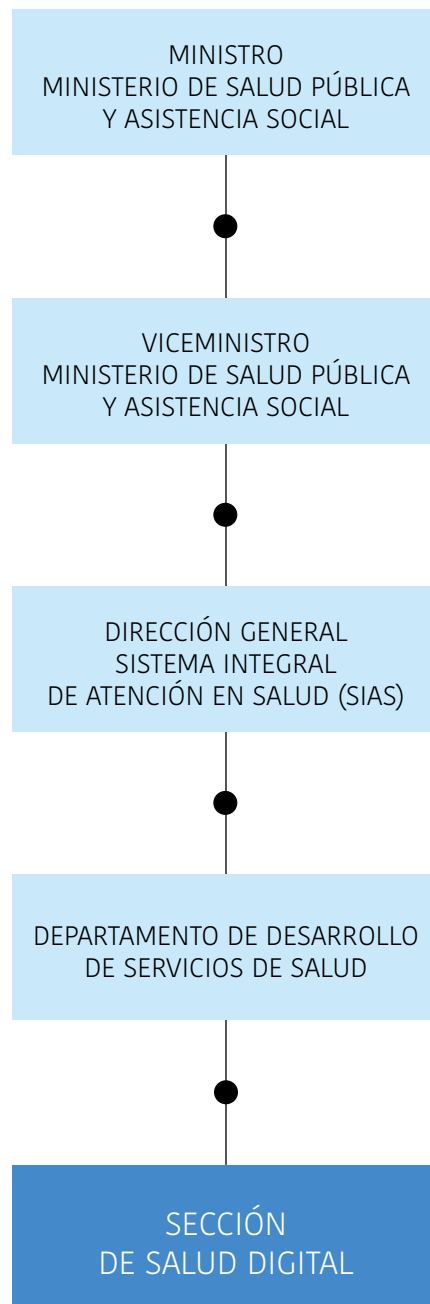 MINISTRO
MINISTERIO DE SALUD PÚBLICA
Y ASISTENCIA SOCIAL
VICEMINISTRO
MINISTERIO DE SALUD PÚBLICA
Y ASISTENCIA SOCIAL
DIRECCIÓN GENERAL
SISTEMA INTEGRAL
DE ATENCIÓN EN SALUD (SIAS)
DEPARTAMENTO DE DESARROLLO
DE SERVICIOS DE SALUD
SECCIÓN
DE SALUD DIGITAL